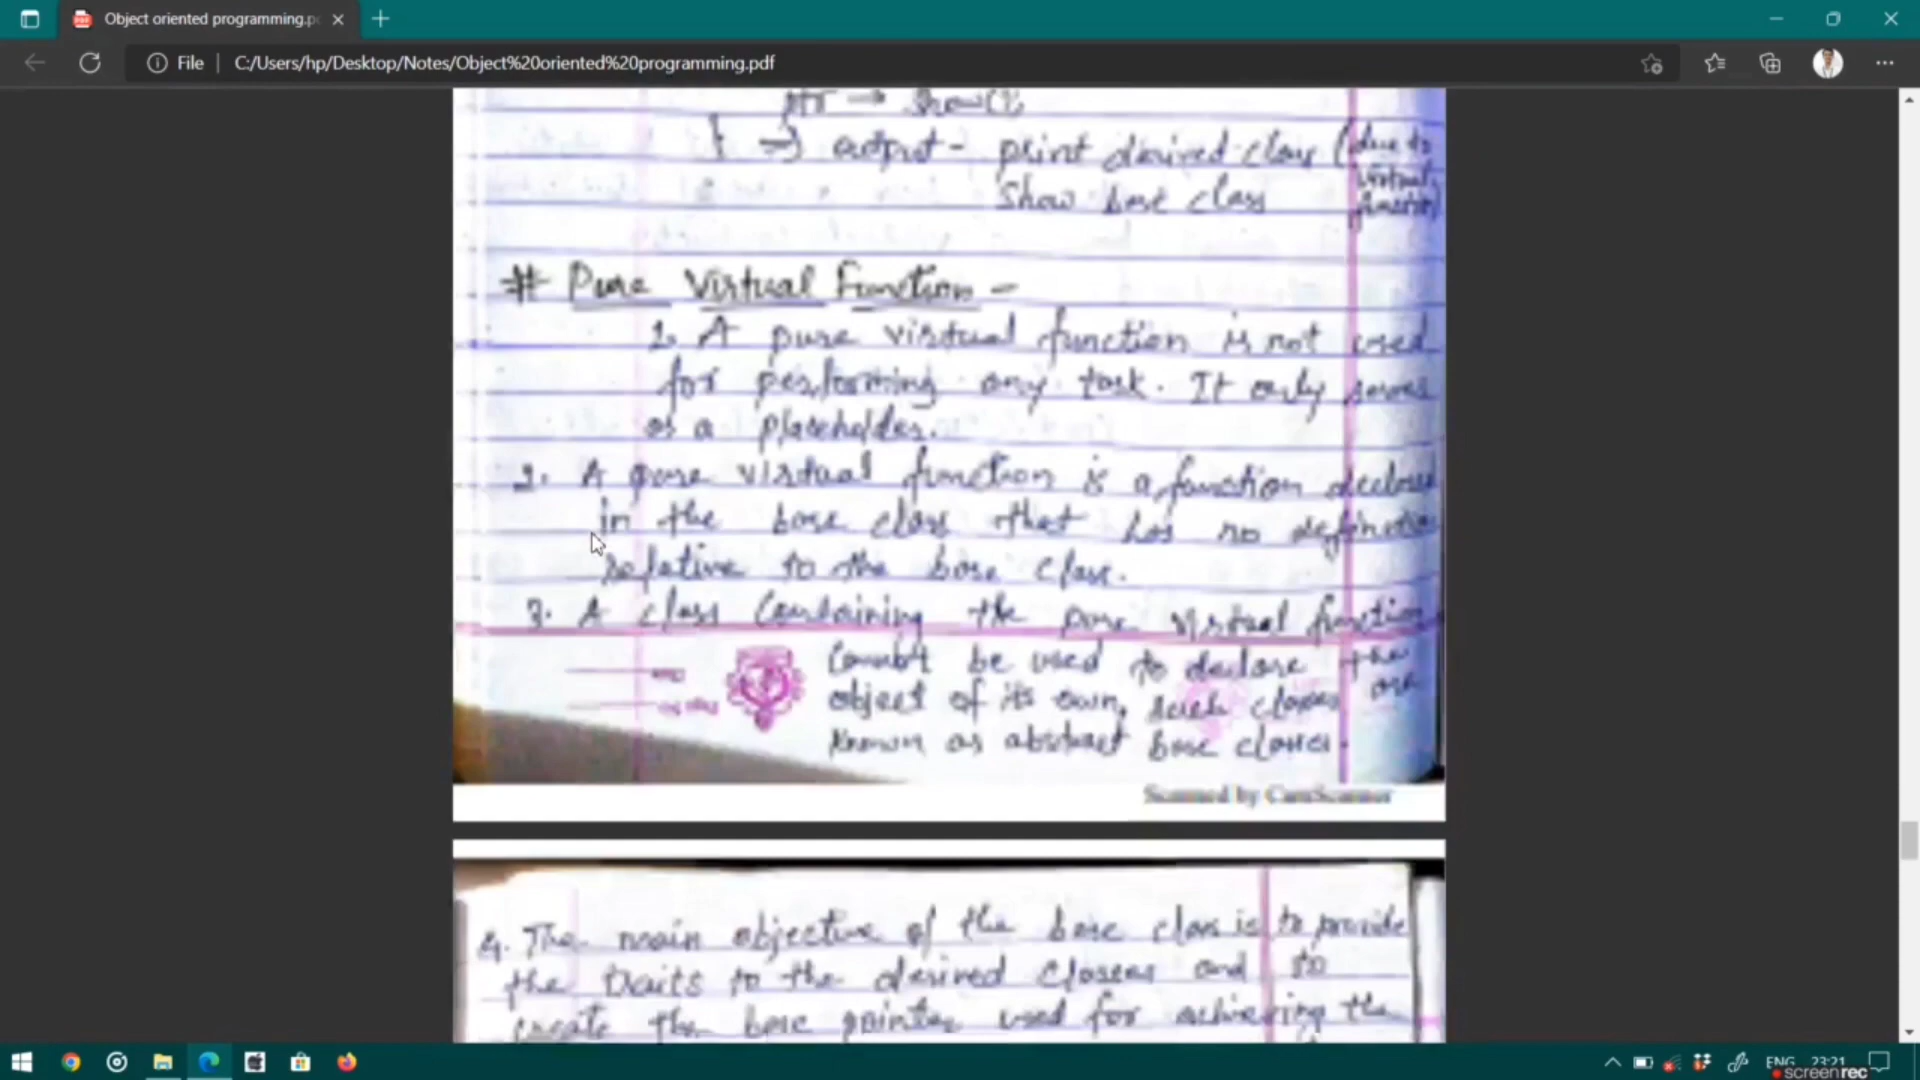 Object oriented programming.p
File
C:/Users/hp/Desktop/Notes/Object%20oriented%20programming.pdf
ptr → show();
} ⇒ output - print derived class (due to
virtual
show base class function)
# Pure Virtual Function -
1. A pure virtual function is not used
for performing any task. It only serves
as a placeholder.
2. A pure virtual function is a function declare
in the base class that has no definition
relative to the base class.
3. A class containing the pure virtual function
be used to declare the
object of its own, such classes are
known as abstract base classes.
Scanned by CamScanner
4. The main objective of the base class is to provide
the traits to the derived classes and to
create the base pointer used for achieving the
ENG 23:21
screenrec